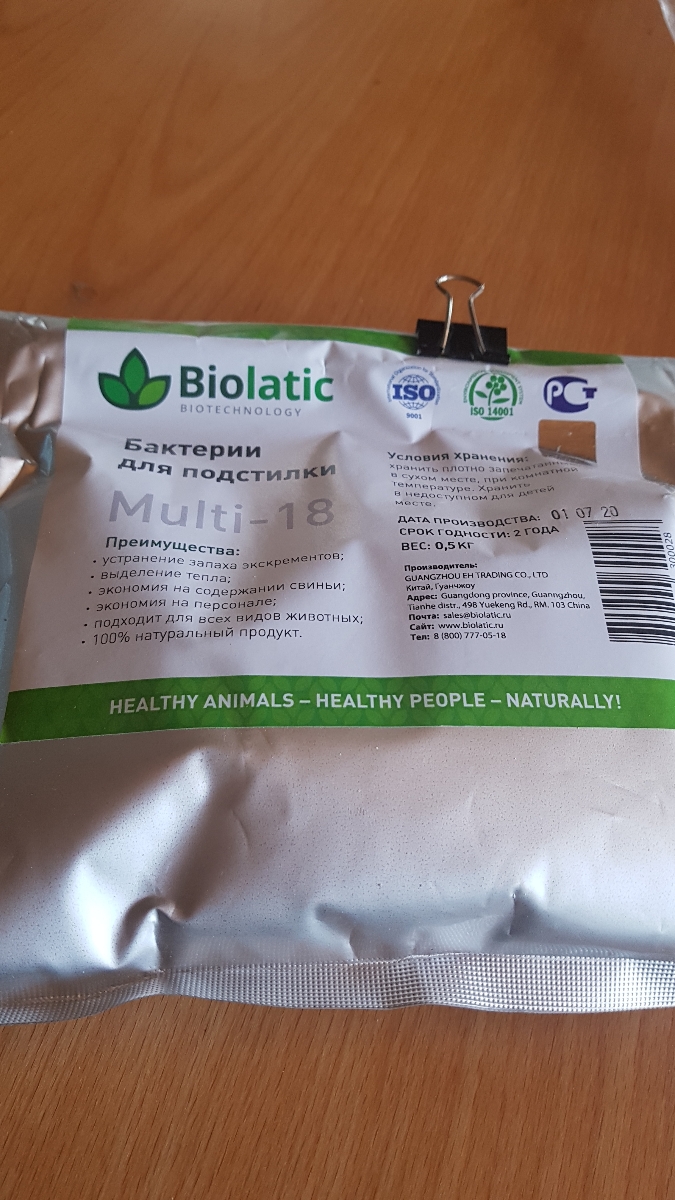 Biolatic
BIOTECHNOLOGY
Бактерии
для подстилки
Multi-18
Преимущества:
• устранение запаха экскрементов;
• выделение тепла;
• экономия на содержании свиньи;
• экономия на персонале;
• подходит для всех видов животных;
• 100% натуральный продукт.
ISO
9001
ISO 14001
РСТ
Условия Хранения:
хранить плотно
в сухом месте, при комнатной
температуре. Хранить
в недоступном для детей
месте.
ДАТА ПРОИЗВОДСТВА: 01 07 20
СРОК ГОДНОСТИ: 2 ГОДА
ВЕС: 0,5 КГ
Производитель:
GUANGZHOU EH TRADING CO., LTD
Китай, Гуанчжоу
Адрес: Guangdong province, Guanngzhou,
Tianhe distr., 498 Yuekeng Rd., RM. 103 China
Почта: sales@biolatic.ru
Сайт: www.biolatic.ru
Тел: 8 (800) 777-05-18
HEALTHY ANIMALS – HEALTHY PEOPLE – NATURALLY!